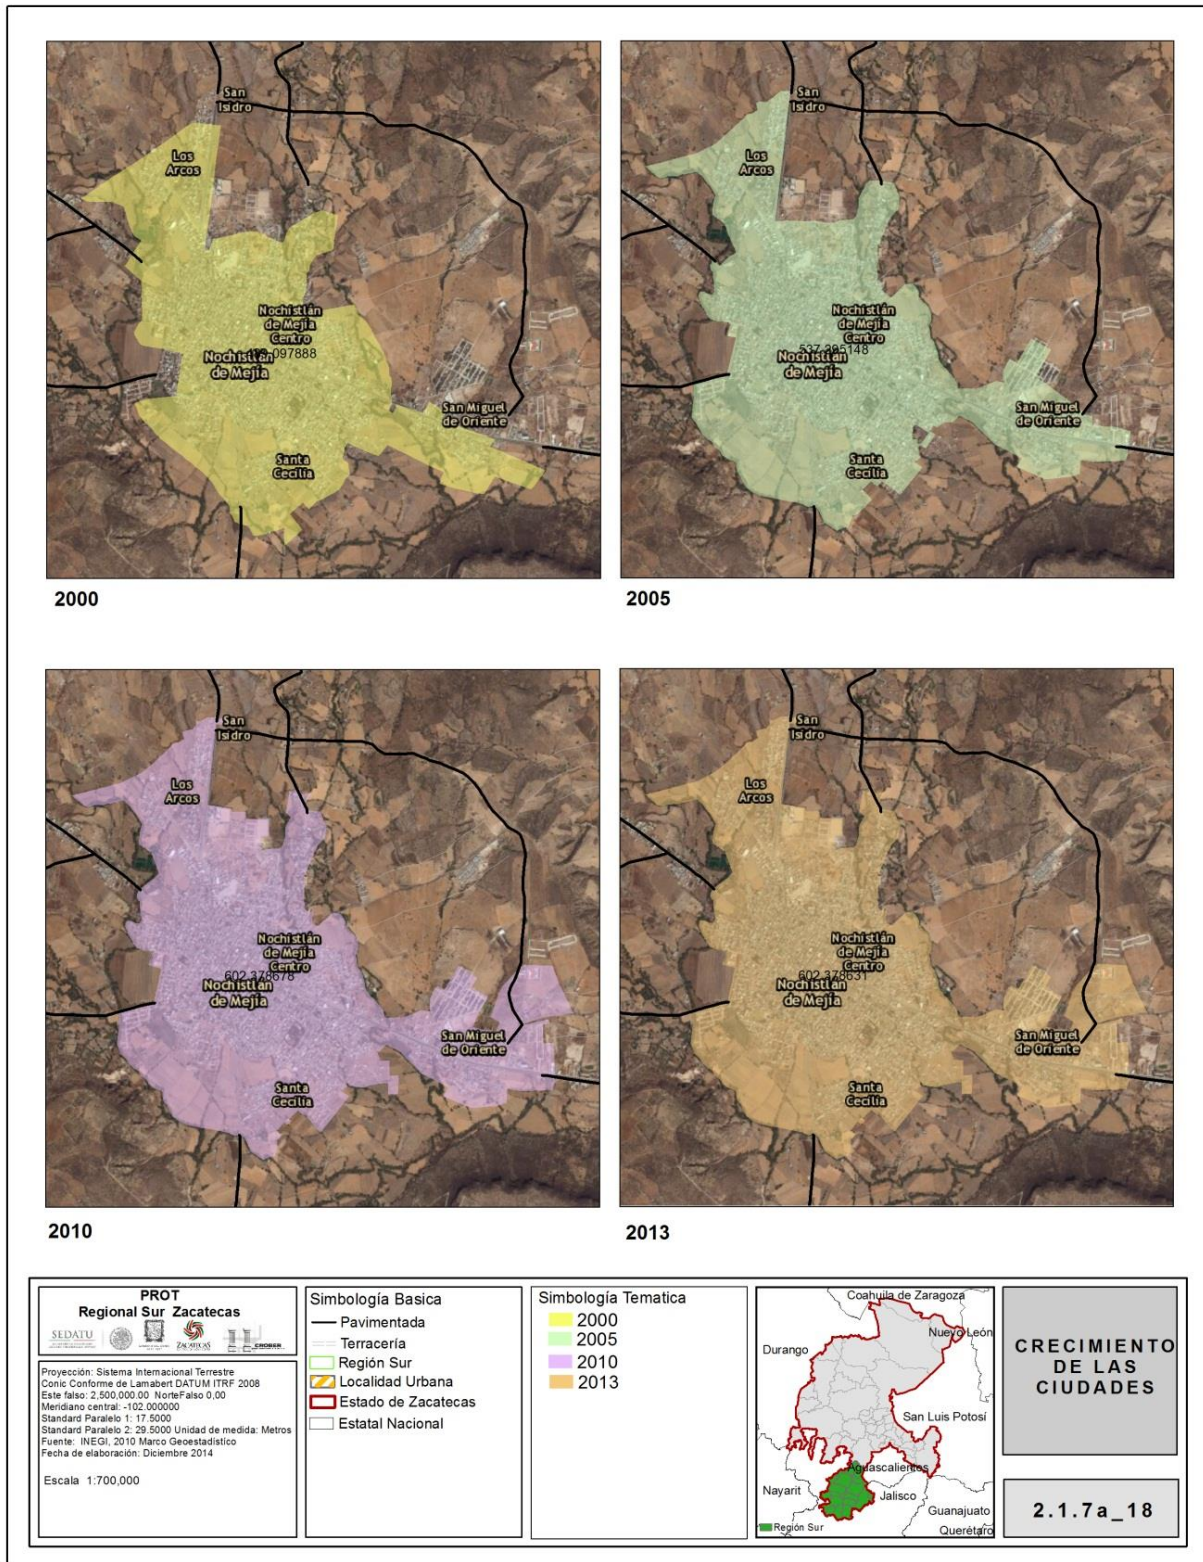 San
Isidro
Los
Arcos
Nochistlán
de Mejía
Centro
Nochistlán
de Mejía
San Miguel
de Oriente
Santa
Cecilia
2000
San
Isidro
Los
Arcos
Nochistlán
de Mejía
Centro
Nochistlán
de Mejía
San Miguel
de Oriente
Santa
Cecilia
2005
San
Isidro
Los
Arcos
Nochistlán
de Mejía
Centro
602.378678
Nochistlán
de Mejía
San Miguel
de Oriente
Santa
Cecilia
2010
San
Isidro
Los
Arcos
Nochistlán
de Mejía
Centro
602.378631
Nochistlán
de Mejía
San Miguel
de Oriente
Santa
Cecilia
2013
PROT
Regional Sur Zacatecas
SEDATU
ZACATECAS
Proyección: Sistema Internacional Terrestre
Conic Conforme de Lamabert DATUM ITRF 2008
Este falso: 2,500,000.00 NorteFalso 0,00
Meridiano central: -102.000000
Standard Paralelo 1: 17.5000
Standard Paralelo 2: 29.5000 Unidad de medida: Metros
Fuente: INEGI, 2010 Marco Geoestadístico
Fecha de elaboración: Diciembre 2014
Escala 1:700,000
Simbología Basica
Pavimentada
Terracería
Región Sur
Localidad Urbana
Estado de Zacatecas
Estatal Nacional
Simbología Tematica
2000
2005
2010
2013
Coahuila de Zaragoza
Nuevo León
Durango
San Luis Potosí
Aguascalientes
Nayarit
Jalisco
Guanajuato
Querétaro
Región Sur
CRECIMIENTO
DE LAS
CIUDADES
2.1.7a_18